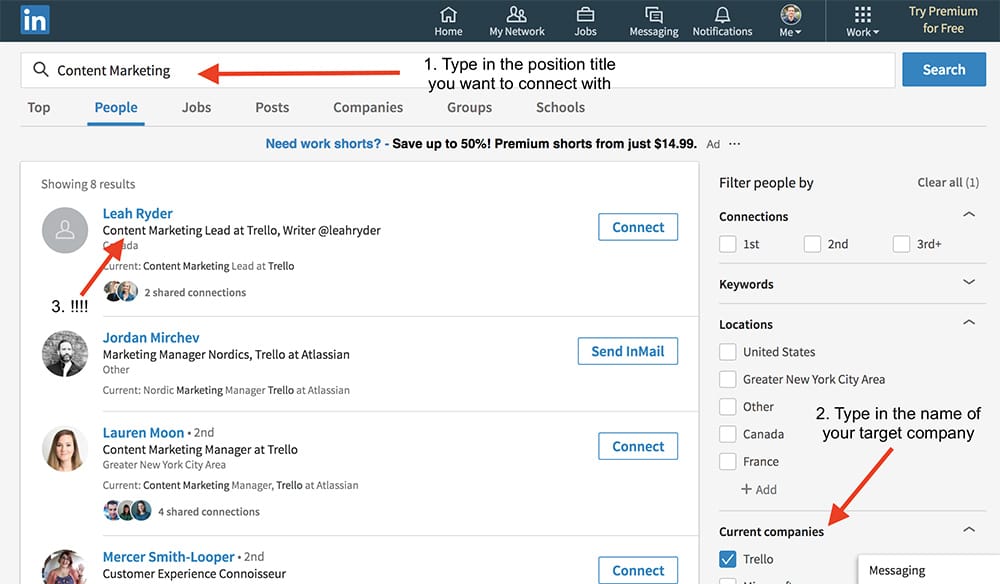 in
Home
My Network
Jobs
Messaging
Notifications
Me
Work
Try Premium
for Free
Content Marketing
1. Type in the position title
you want to connect with
Search
Top
People
Jobs
Posts
Companies
Groups
Schools
Need work shorts? - Save up to 50%! Premium shorts from just $14.99. Ad ...
Showing 8 results
Leah Ryder
Content Marketing Lead at Trello, Writer @leahryder
Canada
Current: Content Marketing Lead at Trello
2 shared connections
Connect
3. !!!!
Jordan Mirchev
Marketing Manager Nordics, Trello at Atlassian
Other
Current: Nordic Marketing Manager Trello at Atlassian
Send InMail
Lauren Moon • 2nd
Content Marketing Manager at Trello
Greater New York City Area
Current: Content Marketing Manager, Trello at Atlassian
4 shared connections
Connect
Mercer Smith-Looper • 2nd
Customer Experience Connoisseur
Connect
Filter people by
Clear all (1)
Connections
1st
2nd
3rd+
Keywords
Locations
United States
Greater New York City Area
Other
Canada
France
+ Add
2. Type in the name of
your target company
Current companies
Trello
Messaging